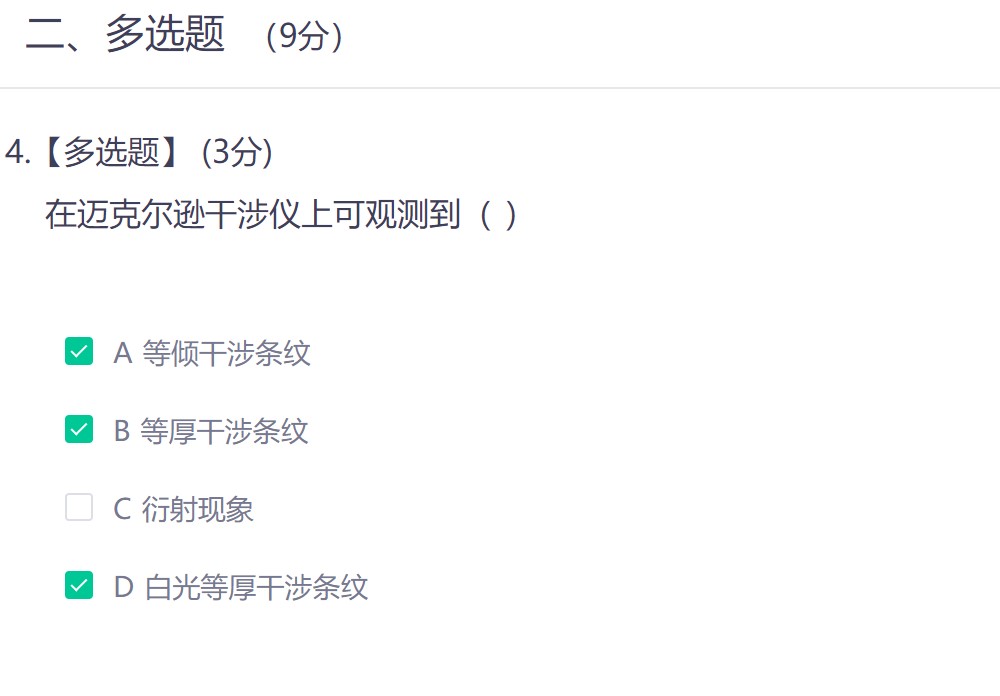 二、多选题 （9分）
4.【多选题】 (3分)
在迈克尔逊干涉仪上可观测到（ ）
A 等倾干涉条纹
B 等厚干涉条纹
C 衍射现象
D 白光等厚干涉条纹